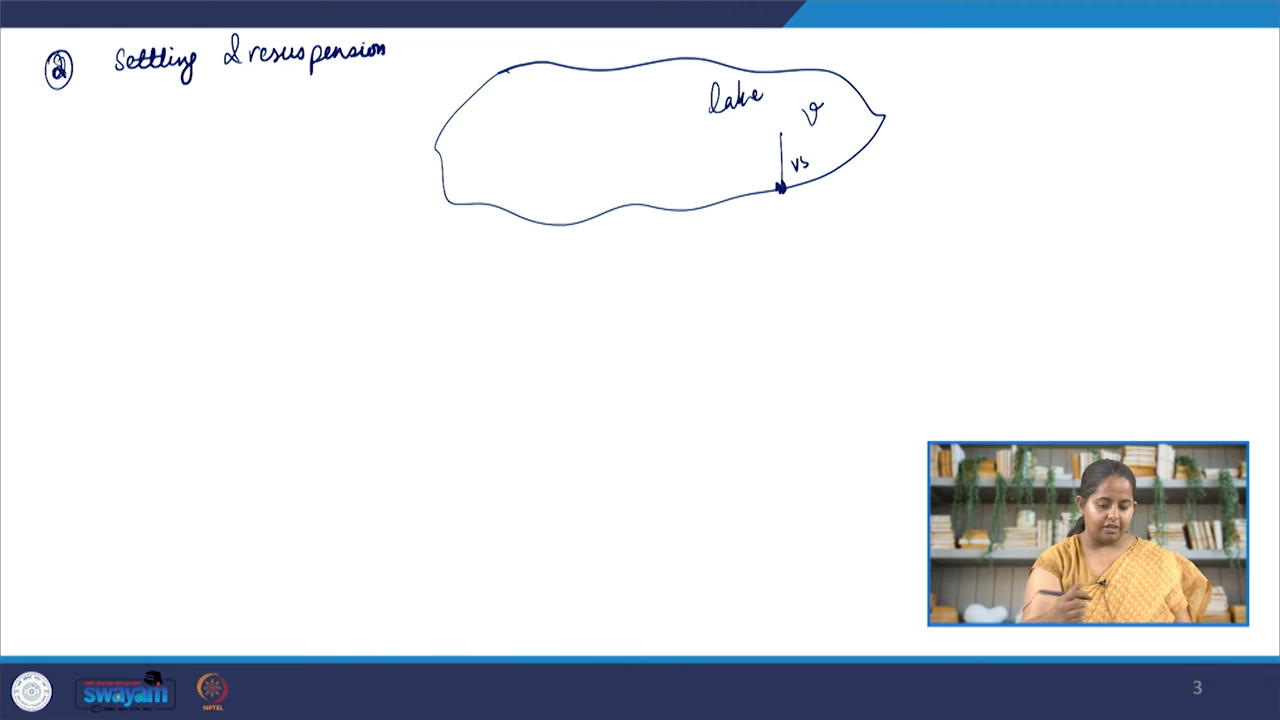 ② Settling & resuspension
lake
v
vs
swayam
NPTEL
3